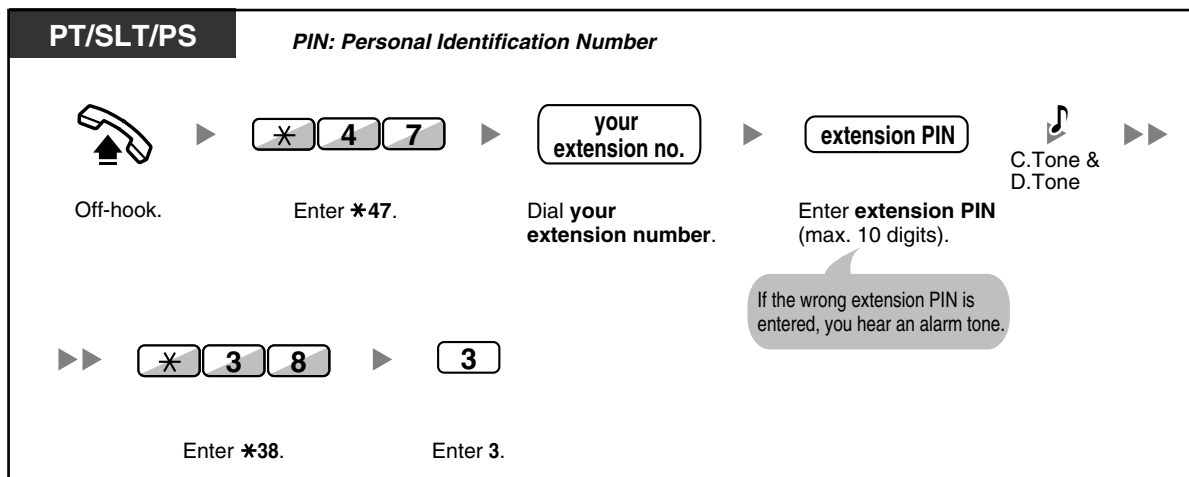 PT/SLT/PS
PIN: Personal Identification Number
✳ 4 7
your
extension no.
extension PIN
C.Tone &
D.Tone
Off-hook.
Enter ✳47.
Dial your
extension number.
Enter extension PIN
(max. 10 digits).
If the wrong extension PIN is
entered, you hear an alarm tone.
✳ 3 8
3
Enter ✳38.
Enter 3.